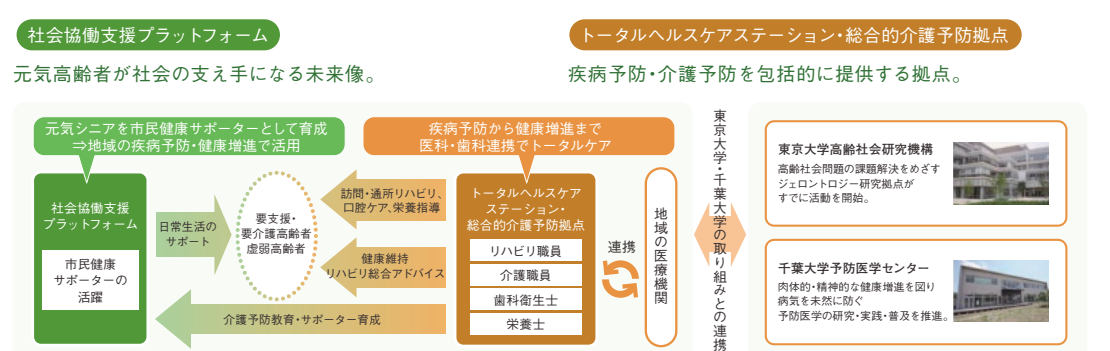 社会協働支援プラットフォーム
元気高齢者が社会の支え手になる未来像。
トータルヘルスケアステーション・総合的介護予防拠点
疾病予防・介護予防を包括的に提供する拠点。
元気シニアを市民健康サポーターとして育成
⇒地域の疾病予防・健康増進で活用
疾病予防から健康増進まで
医科・歯科連携でトータルケア
社会協働支援
プラットフォーム
市民健康
サポーターの
活躍
日常生活の
サポート
要支援・
要介護高齢者
虚弱高齢者
訪問・通所リハビリ、
口腔ケア、栄養指導
健康維持
リハビリ総合アドバイス
介護予防教育・サポーター育成
トータルヘルスケア
ステーション・
総合的介護予防拠点
リハビリ職員
介護職員
歯科衛生士
栄養士
連携
地域の医療機関
東京大学・千葉大学の取り組みとの連携
東京大学高齢社会研究機構
高齢社会問題の課題解決をめざす
ジェロントロジー研究拠点が
すでに活動を開始。
千葉大学予防医学センター
肉体的・精神的な健康増進を図り
病気を未然に防ぐ
予防医学の研究・実践・普及を推進。